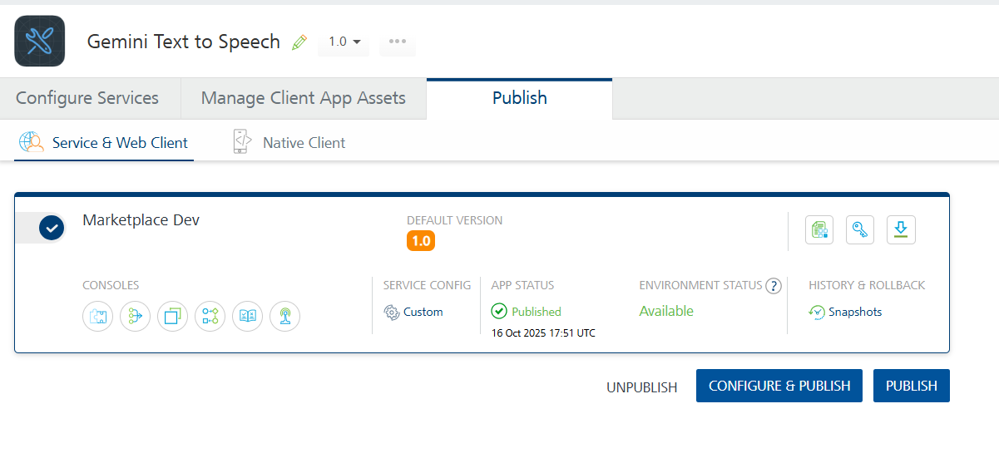 Gemini Text to Speech
1.0
Configure Services
Manage Client App Assets
Publish
Service & Web Client
Native Client
Marketplace Dev
DEFAULT VERSION
1.0
CONSOLES
SERVICE CONFIG
Custom
APP STATUS
Published
16 Oct 2025 17:51 UTC
ENVIRONMENT STATUS ?
Available
HISTORY & ROLLBACK
Snapshots
UNPUBLISH
CONFIGURE & PUBLISH
PUBLISH